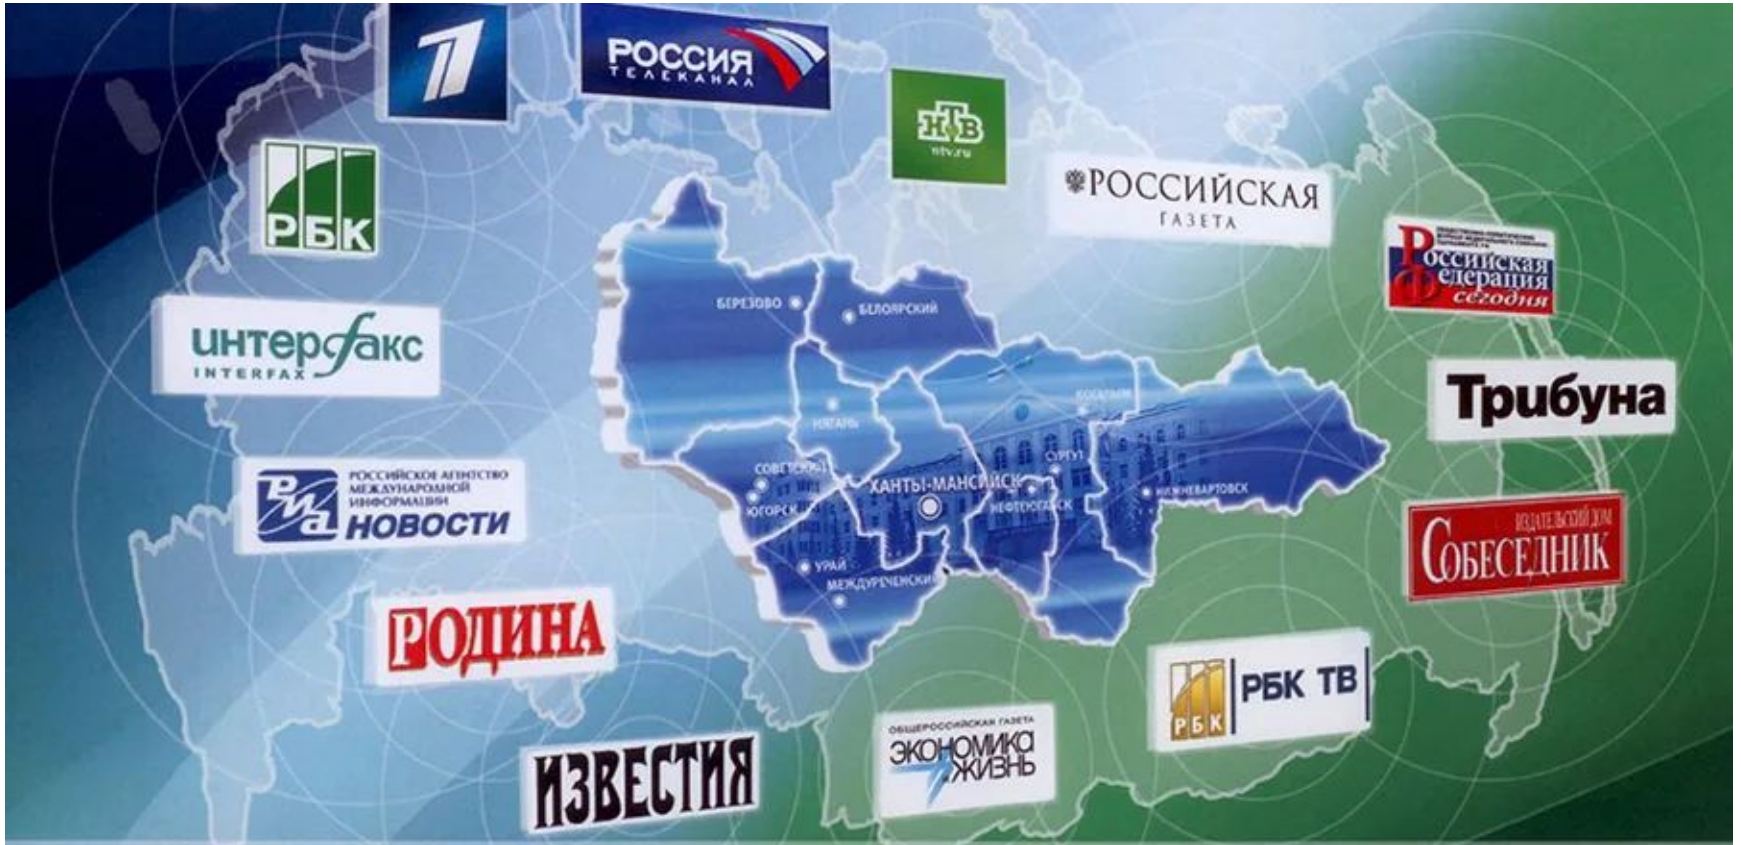 РОССИЯ
ТЕЛЕКАНАЛ
НТВ
ntv.ru
РБК
РОССИЙСКАЯ
ГАЗЕТА
Российская
Федерация
сегодня
интерфакс
INTERFAX
БЕРЕЗОВО
БЕЛОЯРСКИЙ
Трибуна
КОГАЛЫМ
НЯГАНЬ
РИА
РОССИЙСКОЕ АГЕНТСТВО
МЕЖДУНАРОДНОЙ
ИНФОРМАЦИИ
НОВОСТИ
СУРГУТ
ХАНТЫ-МАНСИЙСК
НЕФТЕЮГАНСК
НИЖНЕВАРТОВСК
ЮГОРСК
УРАЙ
МЕЖДУРЕЧЕНСКИЙ
ИЗДАТЕЛЬСКИЙ ДОМ
СОБЕСЕДНИК
РОДИНА
РБК
РБК ТВ
ОБЩЕРОССИЙСКАЯ ГАЗЕТА
ЭКОНОМИКА
И ЖИЗНЬ
ИЗВЕСТИЯ